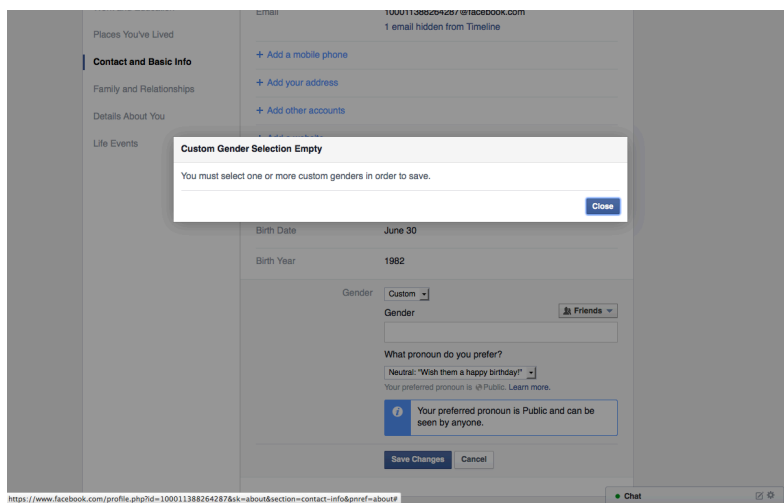 Email
100011388264287@facebook.com
1 email hidden from Timeline
Places You've Lived
Contact and Basic Info
Family and Relationships
Details About You
Life Events
+ Add a mobile phone
+ Add your address
+ Add other accounts
Custom Gender Selection Empty
You must select one or more custom genders in order to save.
Close
Birth Date June 30
Birth Year 1982
Gender Custom
Gender Friends
What pronoun do you prefer?
Neutral: "Wish them a happy birthday!"
Your preferred pronoun is Public. Learn more.
Your preferred pronoun is Public and can be
seen by anyone.
Save Changes Cancel
https://www.facebook.com/profile.php?id=100011388264287&sk=about&section=contact-info&pnref=about#
Chat